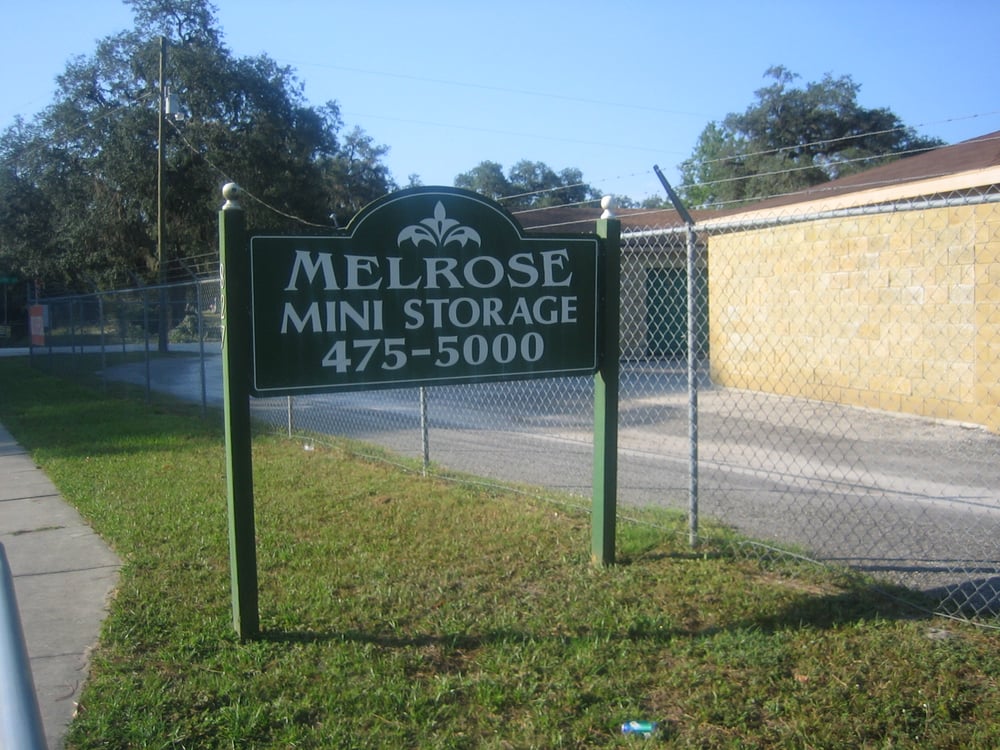 MELROSE
MINI STORAGE
475-5000